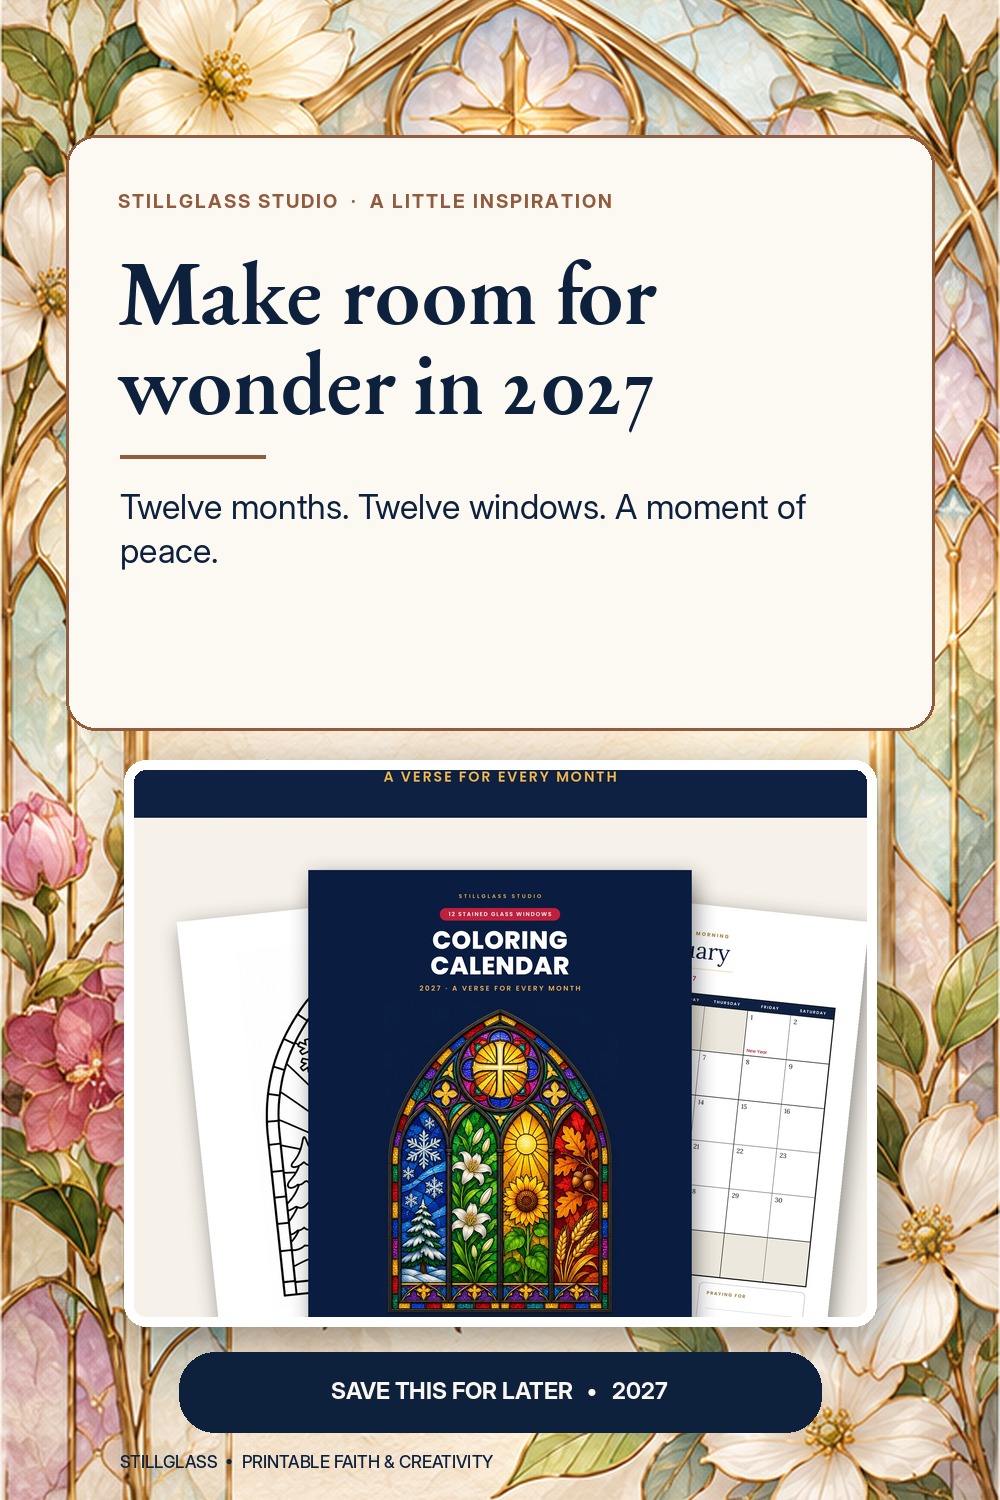 STILLGLASS STUDIO · A LITTLE INSPIRATION
Make room for
wonder in 2027
Twelve months. Twelve windows. A moment of
peace.
A VERSE FOR EVERY MONTH
STILLGLASS STUDIO
12 STAINED GLASS WINDOWS
COLORING
CALENDAR
2027 · A VERSE FOR EVERY MONTH
MORNING
uary
7
AY THURSDAY FRIDAY SATURDAY
1 2
New Year
7 8 9
14 15 16
21 22 23
8 29 30
PRAYING FOR
SAVE THIS FOR LATER • 2027
STILLGLASS • PRINTABLE FAITH & CREATIVITY